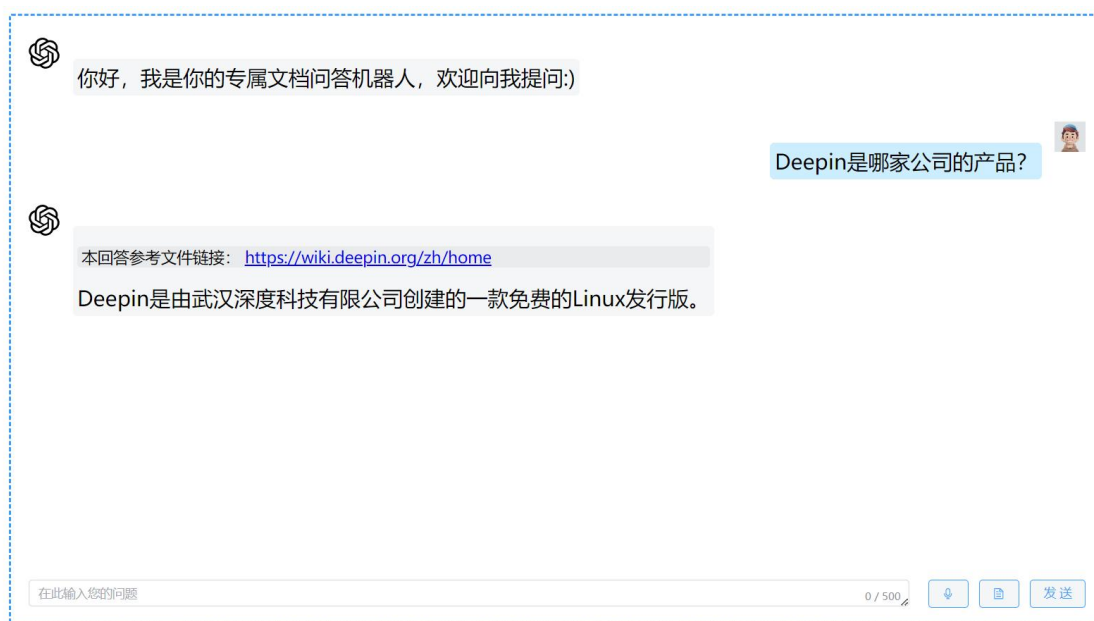 你好，我是你的专属文档问答机器人，欢迎向我提问:)
Deepin是哪家公司的产品？
本回答参考文件链接： https://wiki.deepin.org/zh/home
Deepin是由武汉深度科技有限公司创建的一款免费的Linux发行版。
在此输入您的问题
0 / 500
发送